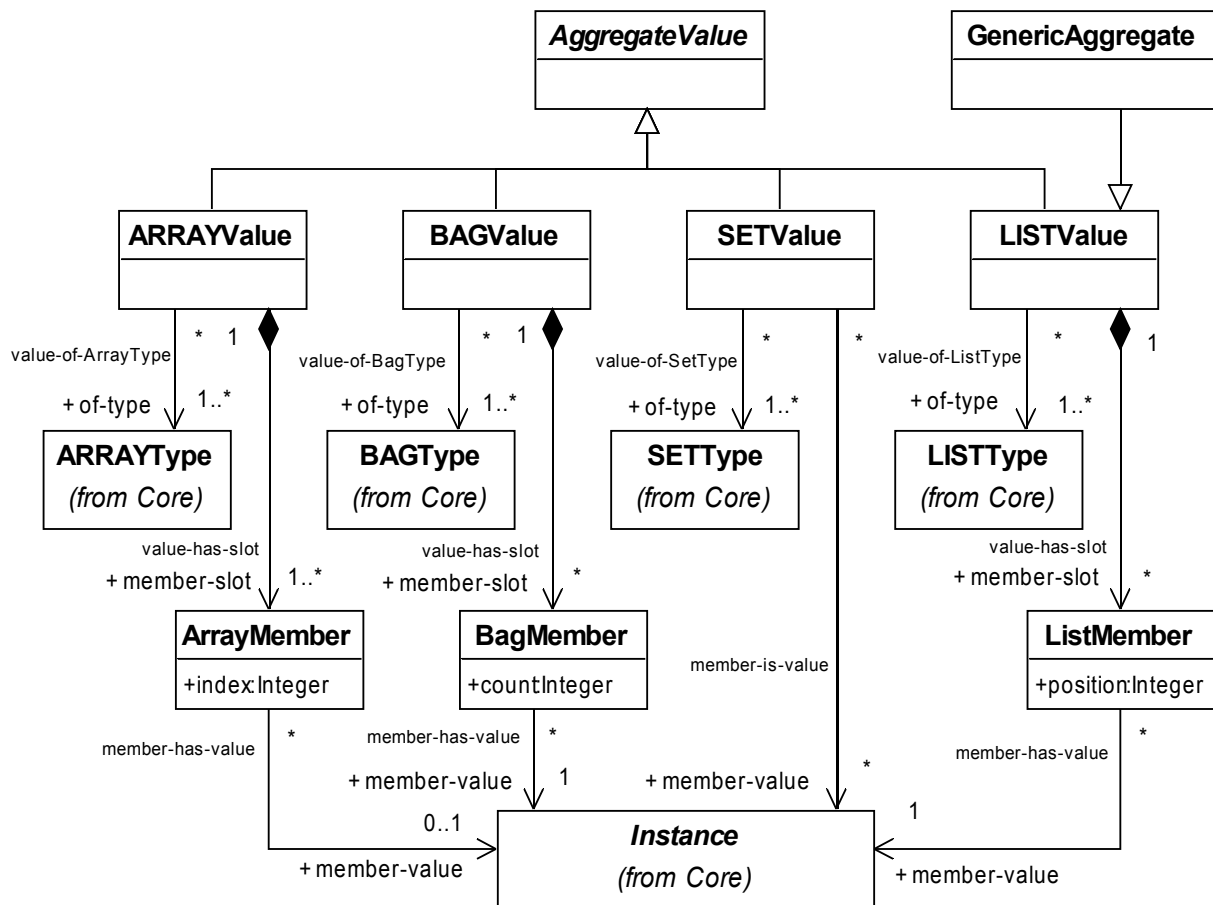 AggregateValue
GenericAggregate
ARRAYValue
BAGValue
SETValue
LISTValue
* 1
* 1
* *
* 1
value-of-ArrayType
value-of-BagType
value-of-SetType
value-of-ListType
+ of-type 1..*
+ of-type 1..*
+ of-type 1..*
+ of-type 1..*
ARRAYType
(from Core)
BAGType
(from Core)
SETType
(from Core)
LISTType
(from Core)
value-has-slot
+ member-slot 1..*
value-has-slot
+ member-slot *
value-has-slot
+ member-slot *
ArrayMember
+index:Integer
BagMember
+count:Integer
member-is-value
ListMember
+position:Integer
member-has-value *
member-has-value *
member-has-value *
+ member-value 1
+ member-value *
0..1
+ member-value
1
+ member-value
Instance
(from Core)